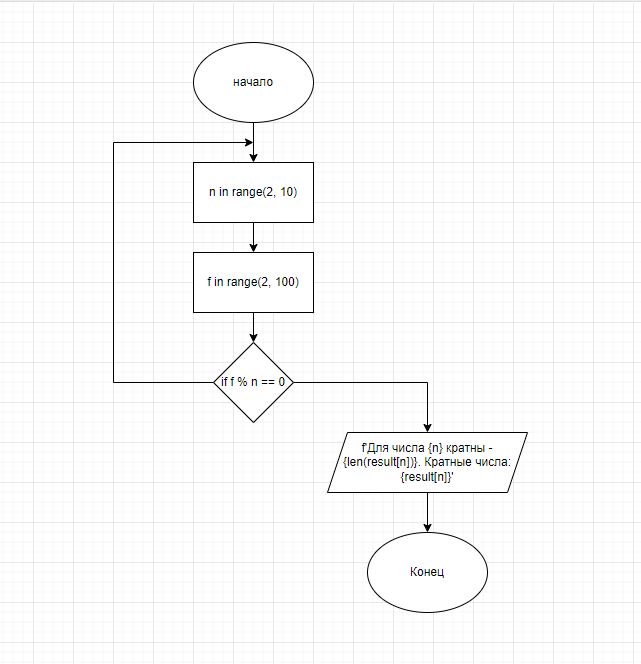 начало
n in range(2, 10)
f in range(2, 100)
if f % n == 0
f'Для числа {n} кратны -
{len(result[n])}. Кратные числа:
{result[n]}'
Конец